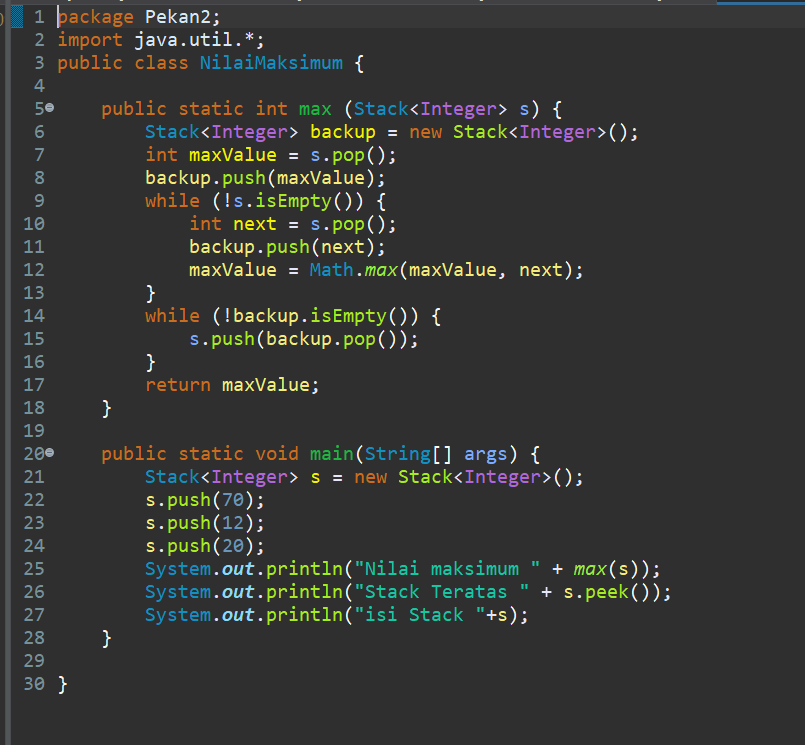 1 package Pekan2;
2 import java.util.*;
3 public class NilaiMaksimum {
4
5 public static int max (Stack<Integer> s) {
6 Stack<Integer> backup = new Stack<Integer>();
7 int maxValue = s.pop();
8 backup.push(maxValue);
9 while (!s.isEmpty()) {
10 int next = s.pop();
11 backup.push(next);
12 maxValue = Math.max(maxValue, next);
13 }
14 while (!backup.isEmpty()) {
15 s.push(backup.pop());
16 }
17 return maxValue;
18 }
19
20 public static void main(String[] args) {
21 Stack<Integer> s = new Stack<Integer>();
22 s.push(70);
23 s.push(12);
24 s.push(20);
25 System.out.println("Nilai maksimum " + max(s));
26 System.out.println("Stack Teratas " + s.peek());
27 System.out.println("isi Stack "+s);
28 }
29
30 }